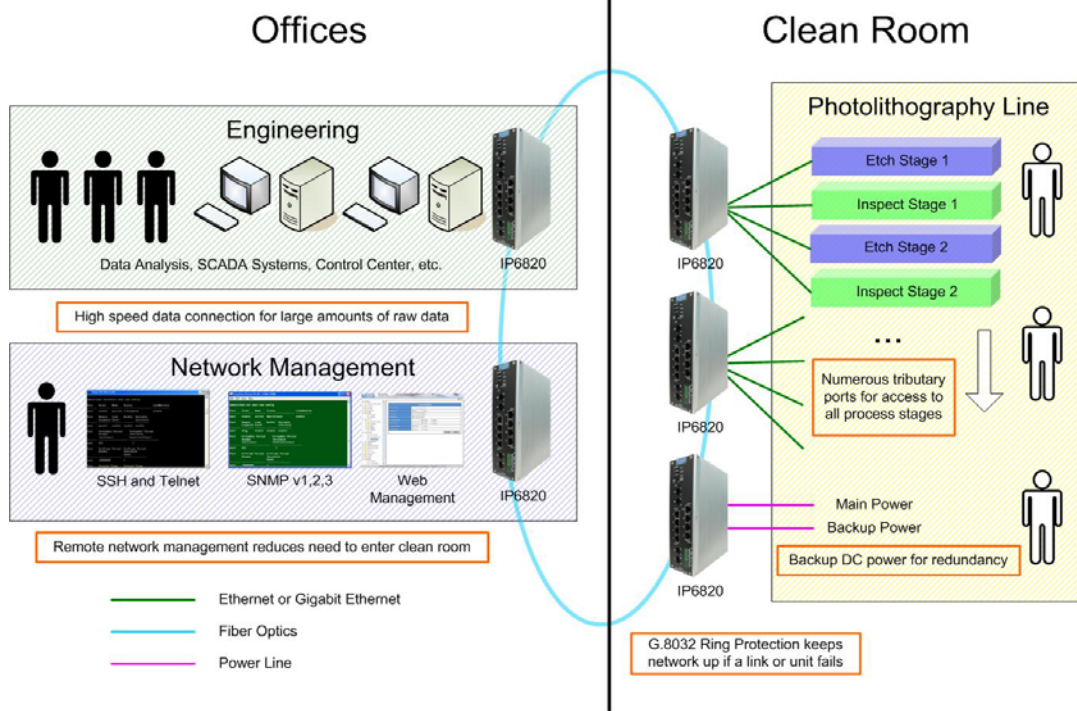 Offices
Clean Room
Engineering
Data Analysis, SCADA Systems, Control Center, etc.
IP6820
High speed data connection for large amounts of raw data
Network Management
SSH and Telnet
SNMP v1,2,3
Web
Management
IP6820
Remote network management reduces need to enter clean room
Ethernet or Gigabit Ethernet
Fiber Optics
Power Line
Photolithography Line
Etch Stage 1
Inspect Stage 1
Etch Stage 2
Inspect Stage 2
...
IP6820
Numerous tributary
ports for access to
all process stages
IP6820
Main Power
Backup Power
Backup DC power for redundancy
IP6820
G.8032 Ring Protection keeps
network up if a link or unit fails